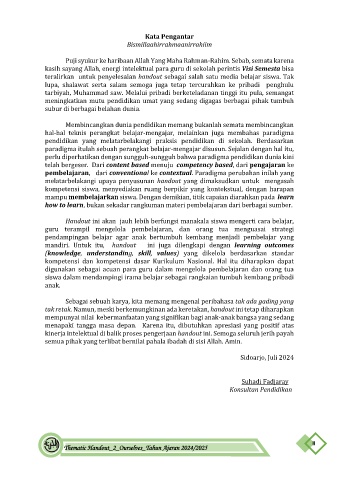 Kata Pengantar
Bismillaahirrahmaanirrahiim
Puji syukur ke haribaan Allah Yang Maha Rahman-Rahim. Sebab, semata karena
kasih sayang Allah, energi intelektual para guru di sekolah perintis Visi Semesta bisa
teralirkan untuk penyelesaian handout sebagai salah satu media belajar siswa. Tak
lupa, shalawat serta salam semoga juga tetap tercurahkan ke pribadi penghulu
tarbiyah, Muhammad saw. Melalui pribadi berketeladanan tinggi itu pula, semangat
meningkatkan mutu pendidikan umat yang sedang digagas berbagai pihak tumbuh
subur di berbagai belahan dunia.
Membincangkan dunia pendidikan memang bukanlah semata membincangkan
hal-hal teknis perangkat belajar-mengajar, melainkan juga membahas paradigma
pendidikan yang melatarbelakangi praksis pendidikan di sekolah. Berdasarkan
paradigma itulah sebuah perangkat belajar-mengajar disusun. Sejalan dengan hal itu,
perlu diperhatikan dengan sungguh-sungguh bahwa paradigma pendidikan dunia kini
telah bergeser. Dari content based menuju competency based, dari pengajaran ke
pembelajaran, dari conventional ke contextual. Paradigma perubahan inilah yang
melatarbelakangi upaya penyusunan handout yang dimaksudkan untuk mengasah
kompetensi siswa, menyediakan ruang berpikir yang kontekstual, dengan harapan
mampu membelajarkan siswa. Dengan demikian, titik capaian diarahkan pada learn
how to learn, bukan sekadar rangkuman materi pembelajaran dari berbagai sumber.
Handout ini akan jauh lebih berfungsi manakala siswa mengerti cara belajar,
guru terampil mengelola pembelajaran, dan orang tua menguasai strategi
pendampingan belajar agar anak bertumbuh kembang menjadi pembelajar yang
mandiri. Untuk itu, handout ini juga dilengkapi dengan learning outcomes
(knowledge, understanding, skill, values) yang dikelola berdasarkan standar
kompetensi dan kompetensi dasar Kurikulum Nasional. Hal itu diharapkan dapat
digunakan sebagai acuan para guru dalam mengelola pembelajaran dan orang tua
siswa dalam mendampingi irama belajar sebagai rangkaian tumbuh kembang pribadi
anak.
Sebagai sebuah karya, kita memang mengenal peribahasa tak ada gading yang
tak retak. Namun, meski berkemungkinan ada keretakan, handout ini tetap diharapkan
mempunyai nilai kebermanfaatan yang signifikan bagi anak-anak bangsa yang sedang
menapaki tangga masa depan. Karena itu, dibutuhkan apresiasi yang positif atas
kinerja intelektual di balik proses pengerjaan handout ini. Semoga seluruh jerih payah
semua pihak yang terlibat bernilai pahala ibadah di sisi Allah. Amin.
Sidoarjo, Juli 2024
Suhadi Fadjaray
Konsultan Pendidikan
Thematic Handout_2_Ourselves_Tahun Ajaran 2024/2025